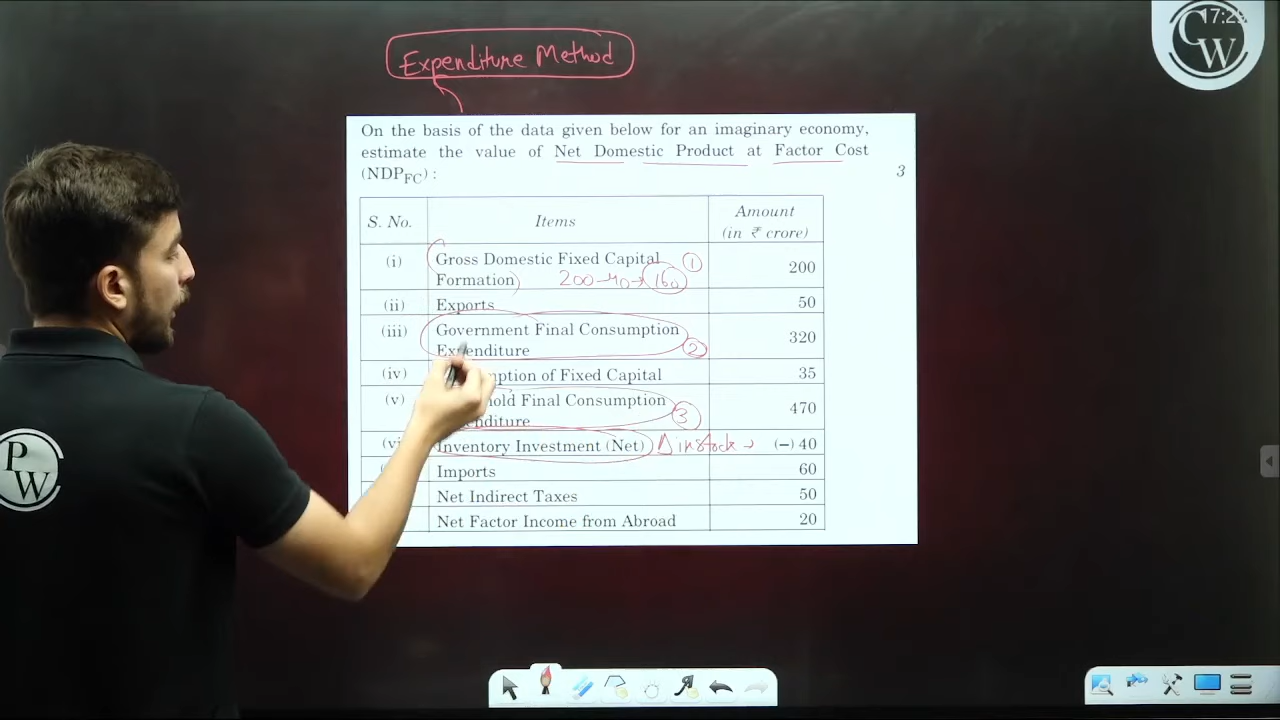 17:2
CW
Expenditure Method
On the basis of the data given below for an imaginary economy,
estimate the value of Net Domestic Product at Factor Cost
(NDPFC) : 3
S. No. Items Amount (in ₹ crore)
(i) Gross Domestic Fixed Capital Formation 200
200-40→160 1
(ii) Exports 50
(iii) Government Final Consumption Expenditure 320
2
(iv) mption of Fixed Capital 35
(v) hold Final Consumption nditure 470
3
(vi Inventory Investment (Net) Δ in stock → (–) 40
Imports 60
Net Indirect Taxes 50
Net Factor Income from Abroad 20
PW